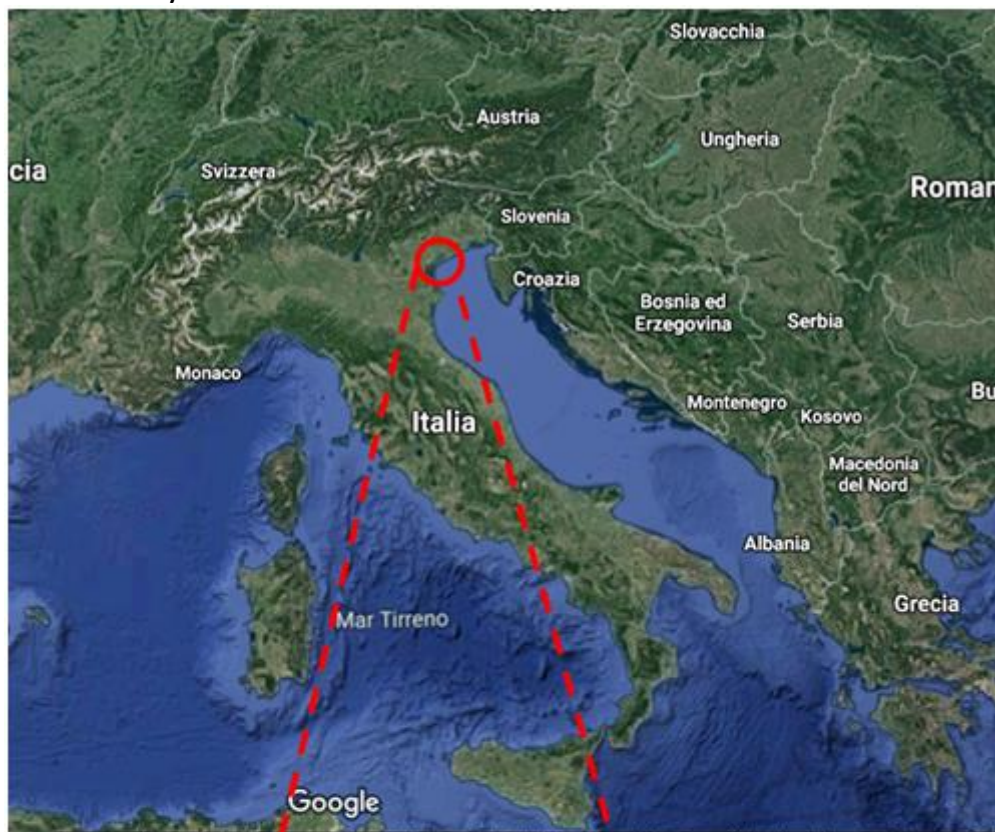 Slovacchia
Austria
Ungheria
cia
Svizzera
Roman
Slovenia
Croazia
Bosnia ed
Erzegovina
Serbia
Monaco
Bu
Montenegro
Kosovo
Italia
Macedonia
del Nord
Albania
Grecia
Mar Tirreno
Google